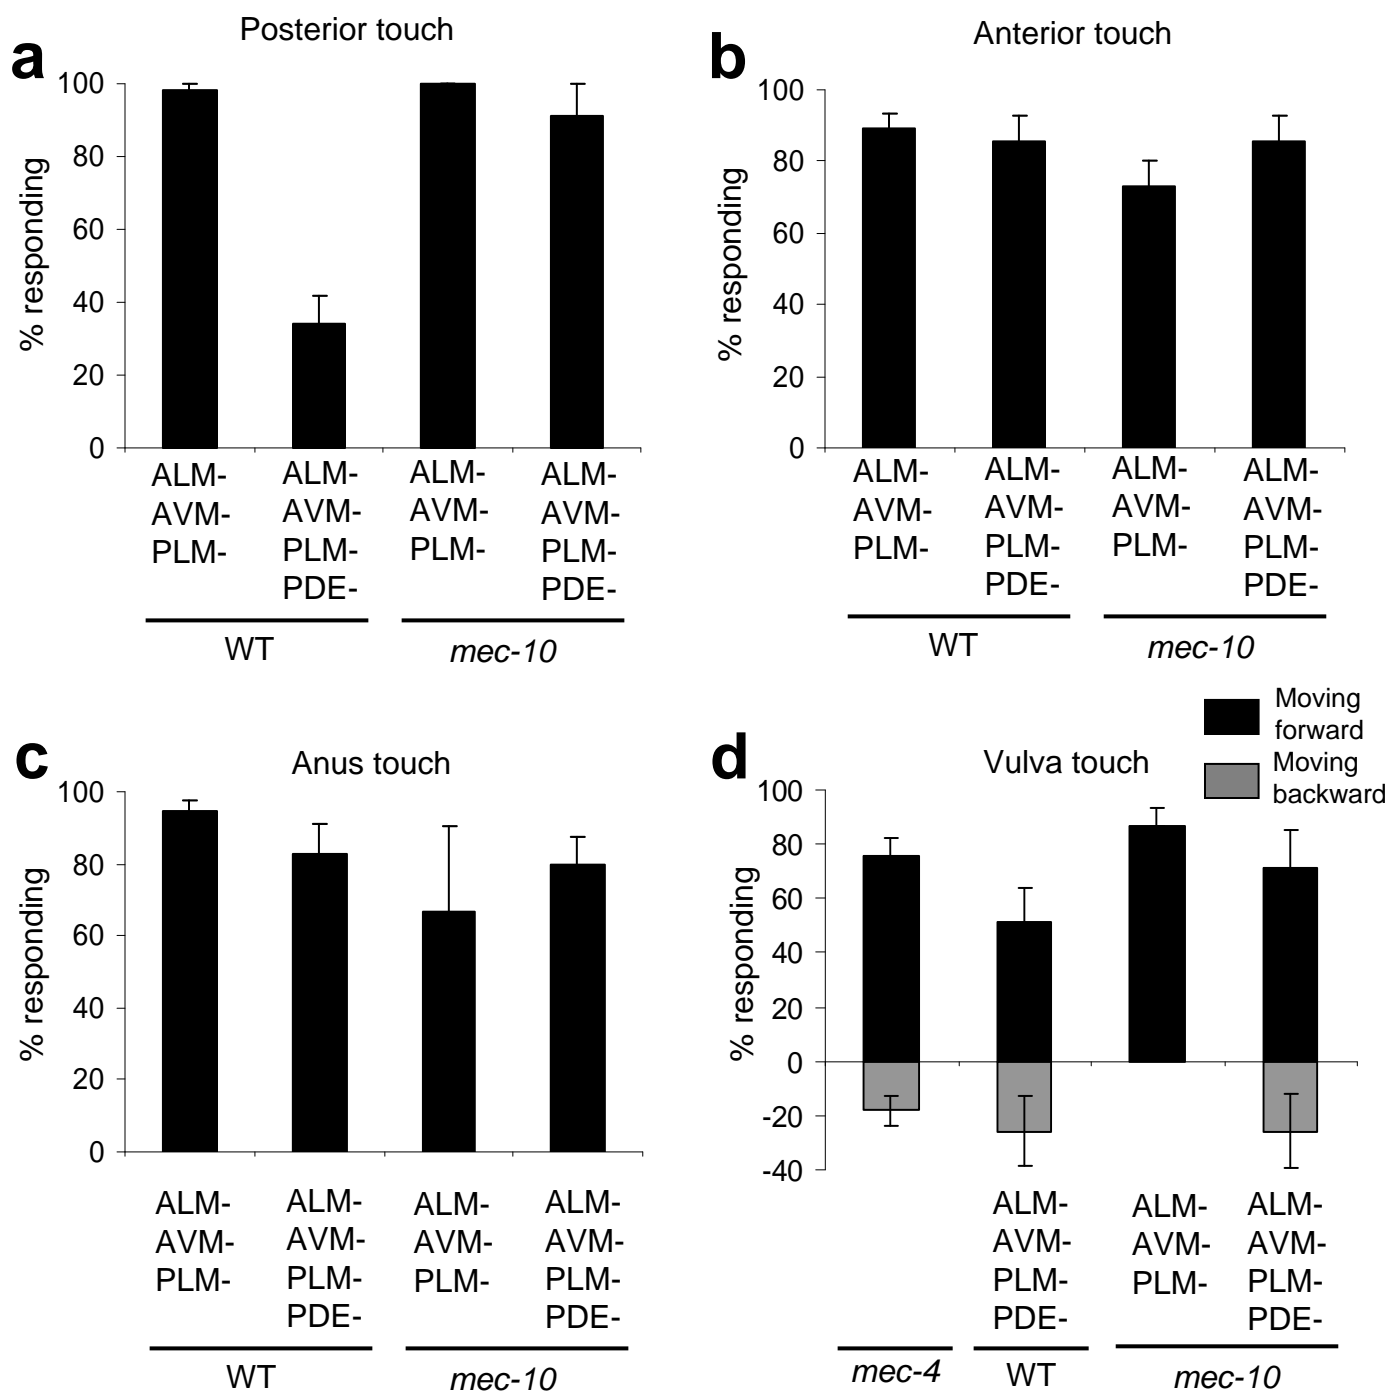 a
Posterior touch
% responding
100
80
60
40
20
0
ALM-
AVM-
PLM-
ALM-
AVM-
PLM-
PDE-
ALM-
AVM-
PLM-
ALM-
AVM-
PLM-
PDE-
WT
mec-10
b
Anterior touch
% responding
100
80
60
40
20
0
ALM-
AVM-
PLM-
ALM-
AVM-
PLM-
PDE-
ALM-
AVM-
PLM-
ALM-
AVM-
PLM-
PDE-
WT
mec-10
c
Anus touch
% responding
100
80
60
40
20
0
ALM-
AVM-
PLM-
ALM-
AVM-
PLM-
PDE-
ALM-
AVM-
PLM-
ALM-
AVM-
PLM-
PDE-
WT
mec-10
d
Vulva touch
Moving
forward
Moving
backward
% responding
100
80
60
40
20
0
-20
-40
ALM-
AVM-
PLM-
PDE-
ALM-
AVM-
PLM-
ALM-
AVM-
PLM-
PDE-
mec-4
WT
mec-10